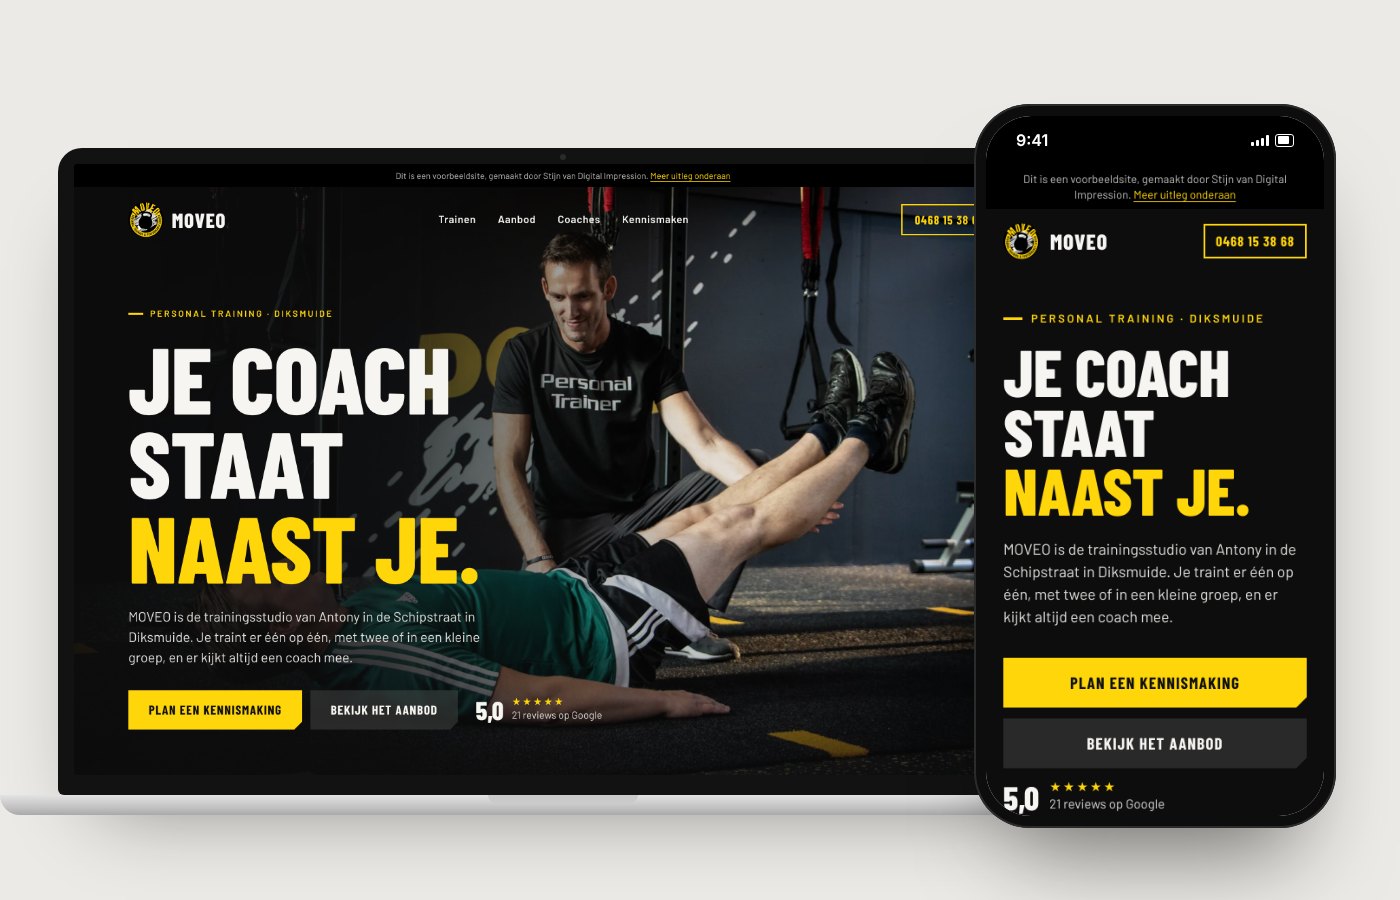 Dit is een voorbeeldsite, gemaakt door Stijn van Digital Impression. Meer uitleg onderaan
MOVEO
MOVEO
Trainen
Aanbod
Coaches
Kennismaken
0468 15 38
PERSONAL TRAINING · DIKSMUIDE
JE COACH
STAAT
NAAST JE.
Personal
Trainer
MOVEO is de trainingsstudio van Antony in de Schipstraat in
Diksmuide. Je traint er één op één, met twee of in een kleine
groep, en er kijkt altijd een coach mee.
PLAN EEN KENNISMAKING
BEKIJK HET AANBOD
5,0
★★★★★
21 reviews op Google
9:41
Dit is een voorbeeldsite, gemaakt door Stijn van Digital
Impression. Meer uitleg onderaan
MOVEO
MOVEO
0468 15 38 68
PERSONAL TRAINING · DIKSMUIDE
JE COACH
STAAT
NAAST JE.
MOVEO is de trainingsstudio van Antony in de
Schipstraat in Diksmuide. Je traint er één op
één, met twee of in een kleine groep, en er
kijkt altijd een coach mee.
PLAN EEN KENNISMAKING
BEKIJK HET AANBOD
5,0
★★★★★
21 reviews op Google